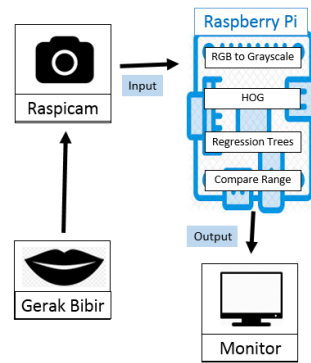 Raspberry Pi
RGB to Grayscale
HOG
Regression Trees
Compare Range
Raspicam
Input
Output
Gerak Bibir
Monitor